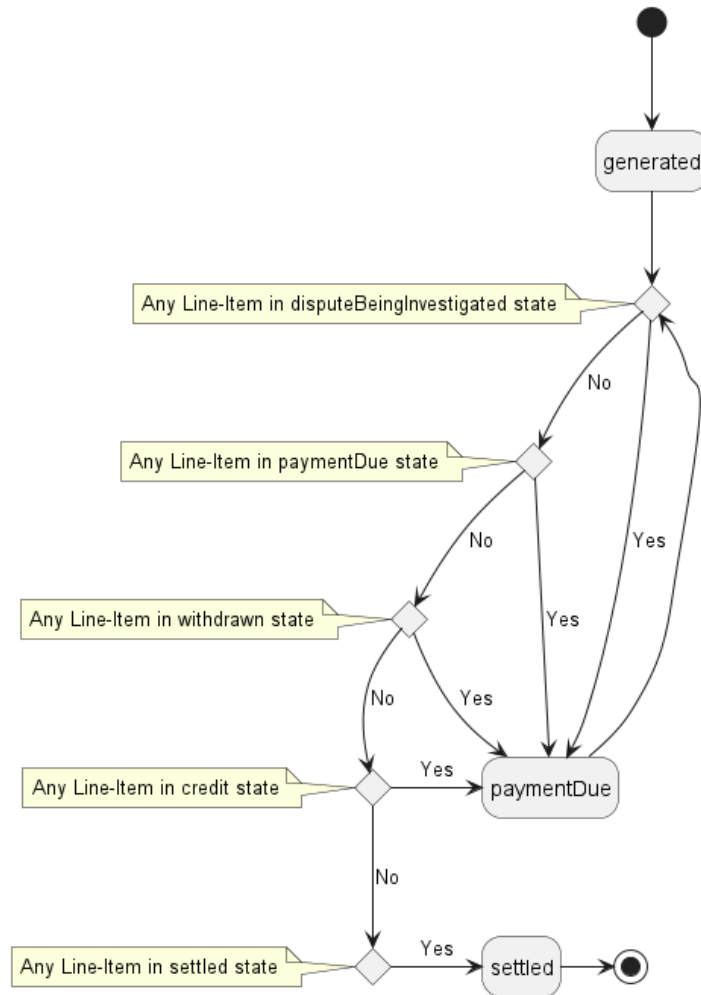 generated
Any Line-Item in disputeBeingInvestigated state
No
Any Line-Item in paymentDue state
No
Yes
Any Line-Item in withdrawn state
Yes
No
Yes
Any Line-Item in credit state
Yes
paymentDue
No
Any Line-Item in settled state
Yes
settled